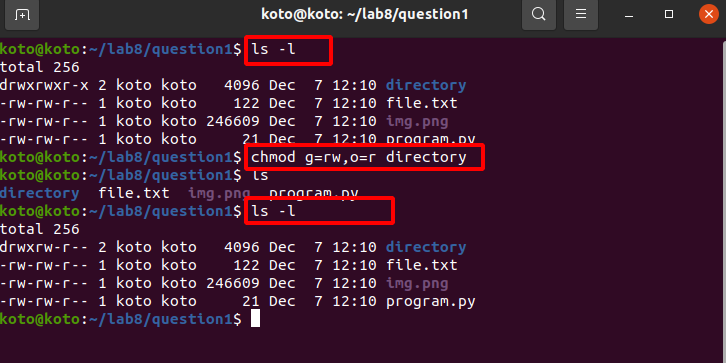 koto@koto: ~/lab8/question1
koto@koto:~/lab8/question1$ ls -l
total 256
drwxrwxr-x 2 koto koto   4096 Dec  7 12:10 directory
-rw-rw-r-- 1 koto koto    122 Dec  7 12:10 file.txt
-rw-rw-r-- 1 koto koto 246609 Dec  7 12:10 img.png
-rw-rw-r-- 1 koto koto     21 Dec  7 12:10 program.py
koto@koto:~/lab8/question1$ chmod g=rw,o=r directory
koto@koto:~/lab8/question1$ ls
directory  file.txt  img.png  program.py
koto@koto:~/lab8/question1$ ls -l
total 256
drwxrw-r-- 2 koto koto   4096 Dec  7 12:10 directory
-rw-rw-r-- 1 koto koto    122 Dec  7 12:10 file.txt
-rw-rw-r-- 1 koto koto 246609 Dec  7 12:10 img.png
-rw-rw-r-- 1 koto koto     21 Dec  7 12:10 program.py
koto@koto:~/lab8/question1$